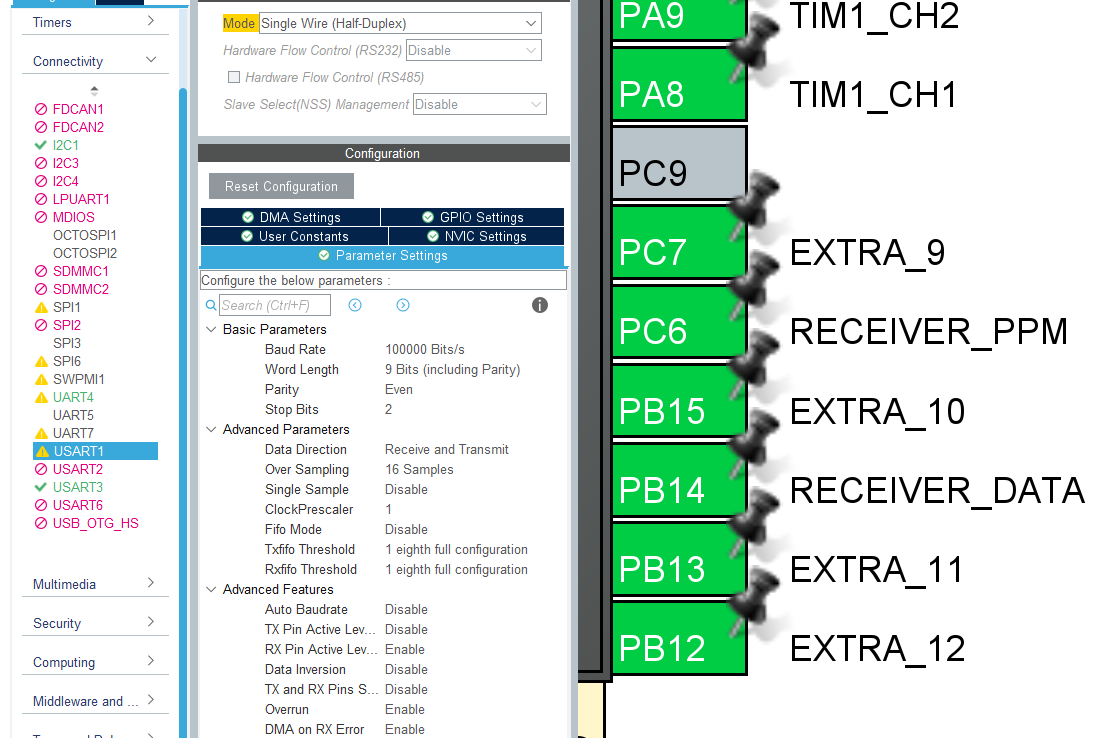 Timers
Connectivity
FDCAN1
FDCAN2
I2C1
I2C3
I2C4
LPUART1
MDIOS
OCTOSPI1
OCTOSPI2
SDMMC1
SDMMC2
SPI1
SPI2
SPI3
SPI6
SWPMI1
UART4
UART5
UART7
USART1
USART2
USART3
USART6
USB_OTG_HS
Multimedia
Security
Computing
Middleware and ...
Mode Single Wire (Half-Duplex)
Hardware Flow Control (RS232) Disable
Hardware Flow Control (RS485)
Slave Select(NSS) Management Disable
Configuration
Reset Configuration
DMA Settings GPIO Settings
User Constants NVIC Settings
Parameter Settings
Configure the below parameters :
Search (Ctrl+F)
Basic Parameters
Baud Rate 100000 Bits/s
Word Length 9 Bits (including Parity)
Parity Even
Stop Bits 2
Advanced Parameters
Data Direction Receive and Transmit
Over Sampling 16 Samples
Single Sample Disable
ClockPrescaler 1
Fifo Mode Disable
Txfifo Threshold 1 eighth full configuration
Rxfifo Threshold 1 eighth full configuration
Advanced Features
Auto Baudrate Disable
TX Pin Active Lev... Disable
RX Pin Active Lev... Enable
Data Inversion Disable
TX and RX Pins S... Disable
Overrun Enable
DMA on RX Error Enable
PA9 TIM1_CH2
PA8 TIM1_CH1
PC9
PC7 EXTRA_9
PC6 RECEIVER_PPM
PB15 EXTRA_10
PB14 RECEIVER_DATA
PB13 EXTRA_11
PB12 EXTRA_12